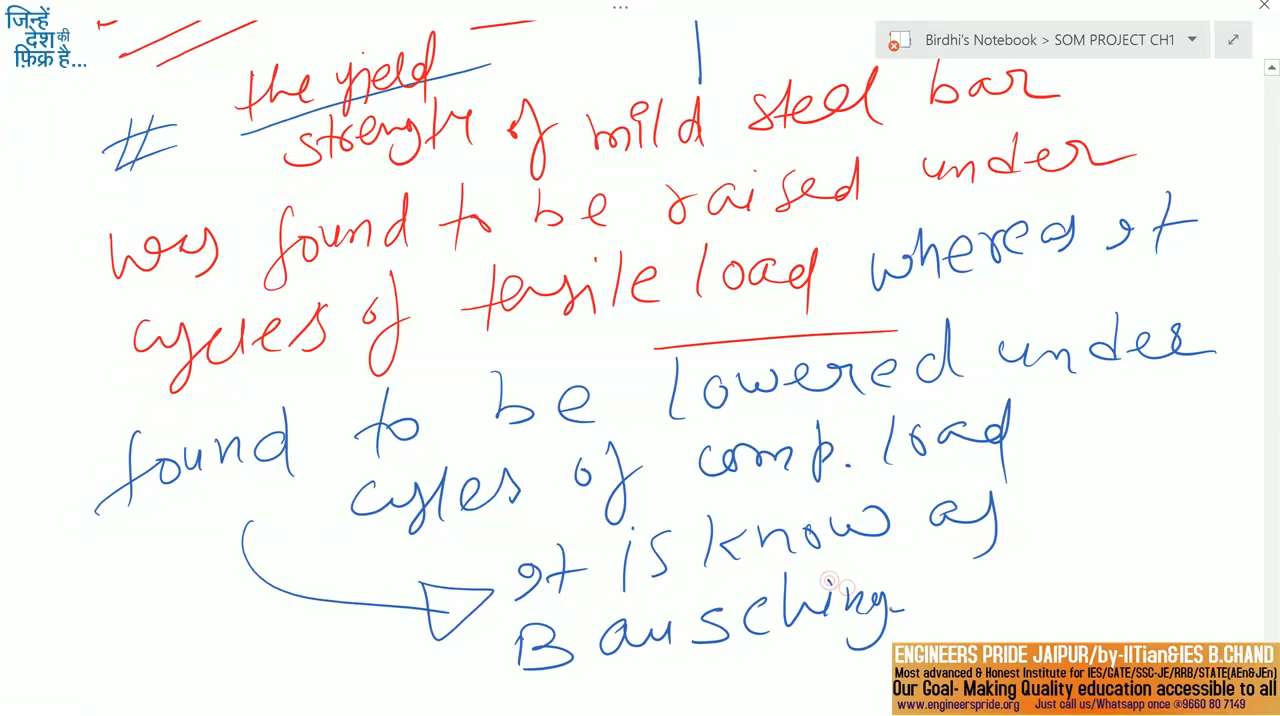 जिन्हें
देश की
फ़िक्र है...
Birdhi's Notebook > SOM PROJECT CH1
the yield
# strength of mild steel bar
was found to be raised under
cycles of tensile load whereas it
found to be lowered under
cycles of comp. load
it is know as
Bausching
ENGINEERS PRIDE JAIPUR/by-IITian&IES B.CHAND
Most advanced & Honest Institute for IES/GATE/SSC-JE/RRB/STATE(AEn&JEn)
Our Goal- Making Quality education accessible to all
www.engineerspride.org Just call us/Whatsapp once @9660 80 7149